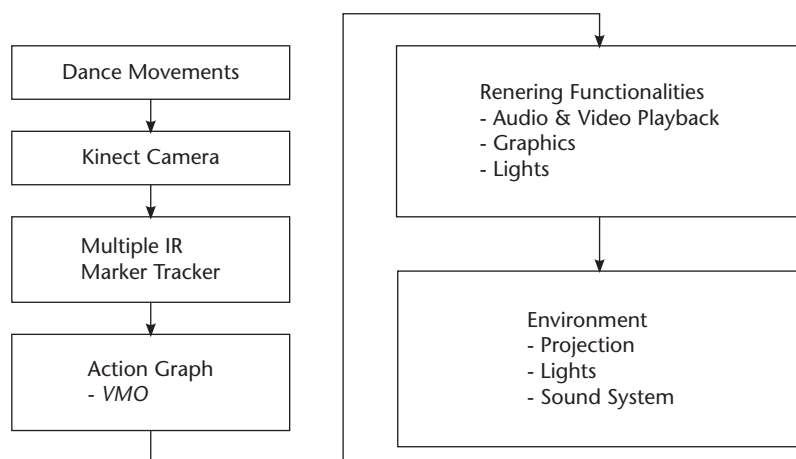 Dance Movements
Kinect Camera
Multiple IR
Marker Tracker
Action Graph
- VMO
Renering Functionalities
- Audio & Video Playback
- Graphics
- Lights
Environment
- Projection
- Lights
- Sound System